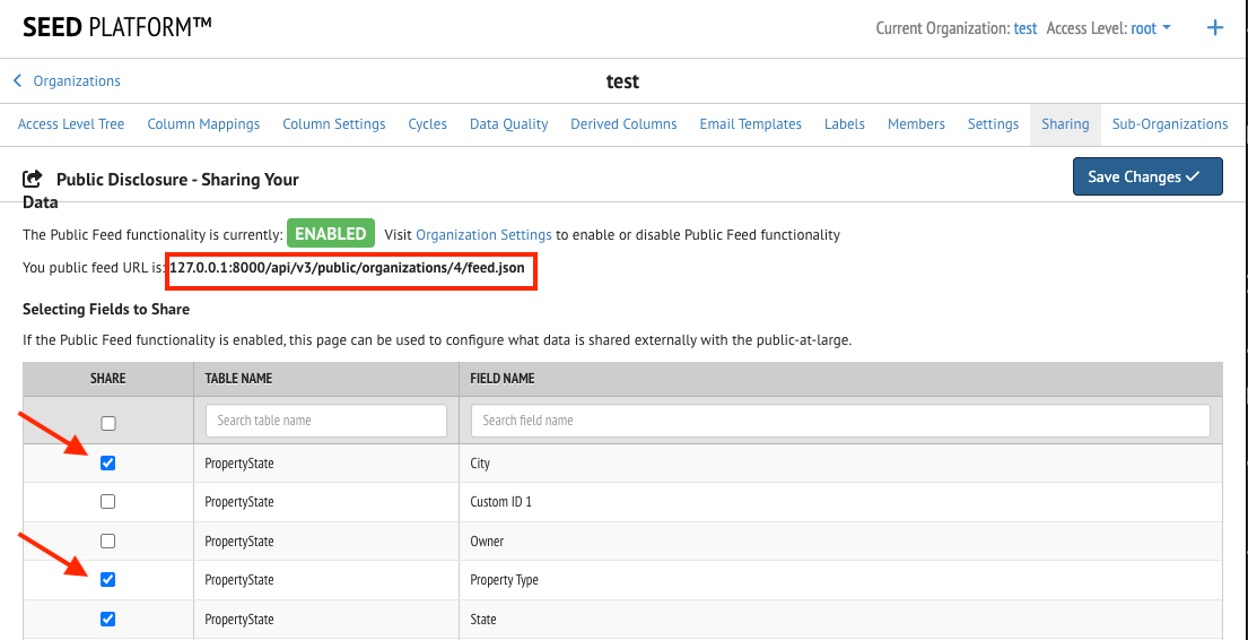 SEED PLATFORM™
Current Organization: test Access Level: root
Organizations
test
Access Level Tree Column Mappings Column Settings Cycles Data Quality Derived Columns Email Templates Labels Members Settings Sharing Sub-Organizations
Public Disclosure - Sharing Your
Data
Save Changes
The Public Feed functionality is currently: ENABLED Visit Organization Settings to enable or disable Public Feed functionality
You public feed URL is: 127.0.0.1:8000/api/v3/public/organizations/4/feed.json
Selecting Fields to Share
If the Public Feed functionality is enabled, this page can be used to configure what data is shared externally with the public-at-large.
SHARE TABLE NAME FIELD NAME
Search table name Search field name
PropertyState City
PropertyState Custom ID 1
PropertyState Owner
PropertyState Property Type
PropertyState State